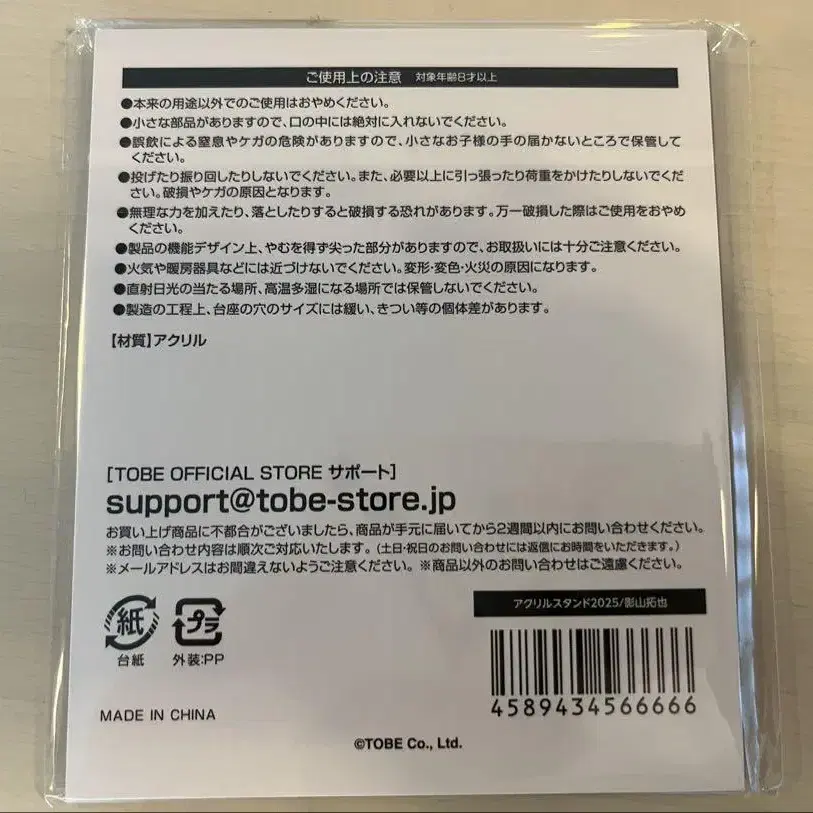 ご使用上の注意 対象年齢8才以上
●本来の用途以外でのご使用はおやめください。
●小さな部品がありますので、口の中には絶対に入れないでください。
●誤飲による窒息やケガの危険がありますので、小さなお子様の手の届かないところで保管して
ください。
●投げたり振り回したりしないでください。また、必要以上に引っ張ったり荷重をかけたりしないでくだ
さい。破損やケガの原因となります。
●無理な力を加えたり、落としたりすると破損する恐れがあります。万一破損した際はご使用をおやめ
ください。
●製品の機能デザイン上、やむを得ず尖った部分がありますので、お取扱いには十分ご注意ください。
●火気や暖房器具などには近づけないでください。変形・変色・火災の原因になります。
●直射日光の当たる場所、高温多湿になる場所では保管しないでください。
●製造の工程上、台座の穴のサイズには緩い、きつい等の個体差があります。
【材質】アクリル
[TOBE OFFICIAL STORE サポート]
support@tobe-store.jp
お買い上げ商品に不都合がございましたら、商品が手元に届いてから2週間以内にお問い合わせください。
※お問い合わせ内容は順次ご対応いたします。(土日・祝日のお問い合わせには返信にお時間をいただきます。)
※メールアドレスはお間違えないようご注意ください。※商品以外のお問い合わせはご遠慮ください。
アクリルスタンド2025/影山拓也
紙
プラ
台紙
外装:PP
4589434566666
MADE IN CHINA
©TOBE Co., Ltd.